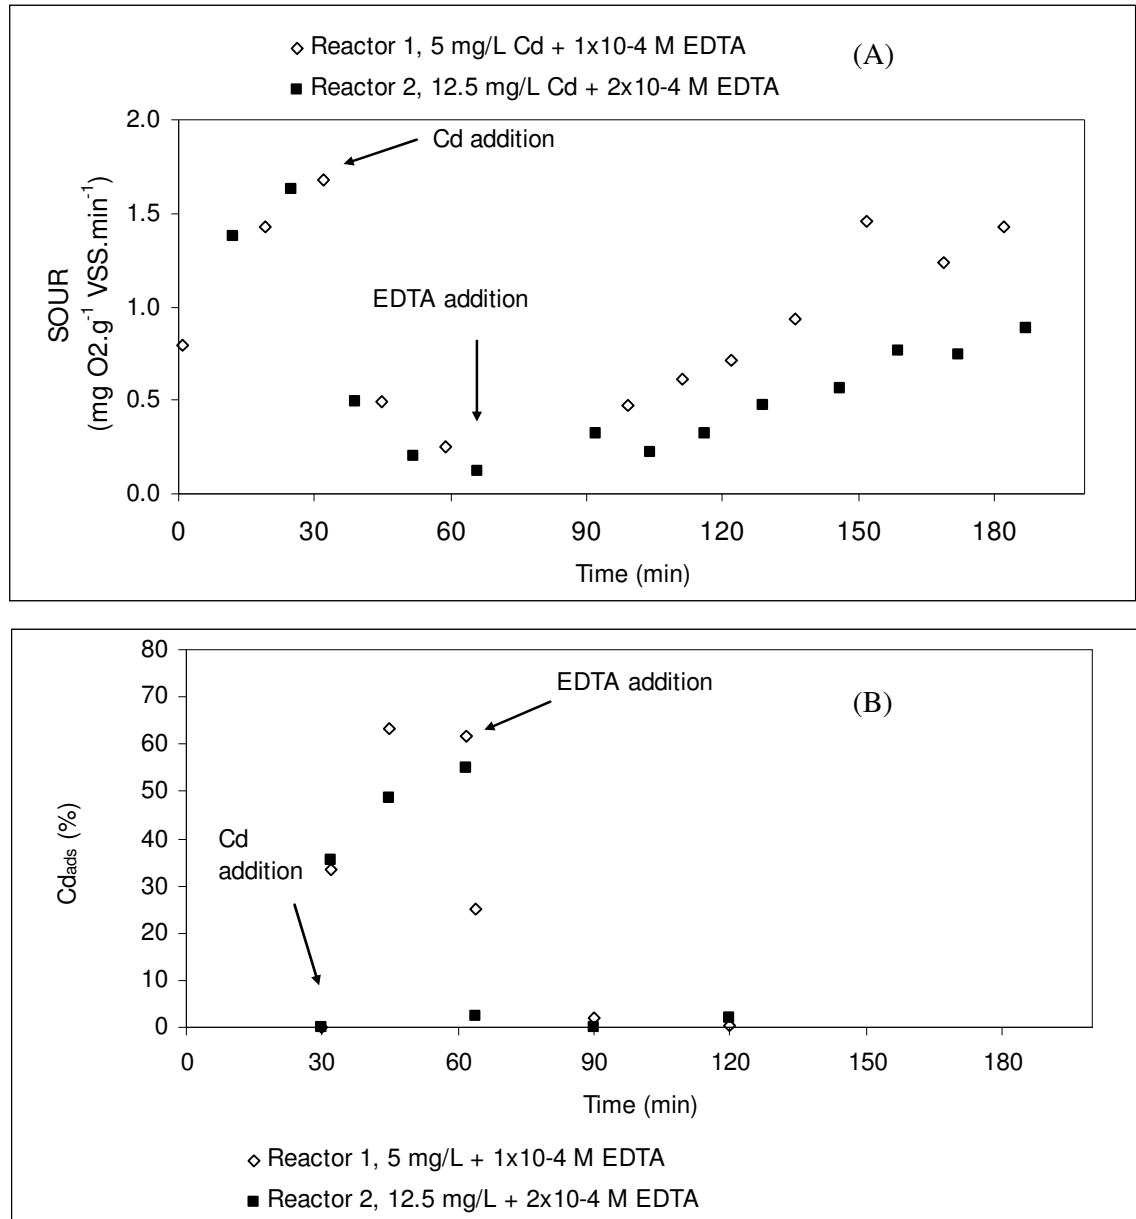 Reactor 1, 5 mg/L Cd + 1x10-4 M EDTA
(A)
Reactor 2, 12.5 mg/L Cd + 2x10-4 M EDTA
2.0
Cd addition
1.5
EDTA addition
1.0
0.5
0.0
SOUR
(mg O2.g⁻¹ VSS.min⁻¹)
0 30 60 90 120 150 180
Time (min)
80
70
EDTA addition
(B)
60
50
40
Cd
addition
30
20
10
0
Cdads (%)
0 30 60 90 120 150 180
Time (min)
Reactor 1, 5 mg/L + 1x10-4 M EDTA
Reactor 2, 12.5 mg/L + 2x10-4 M EDTA